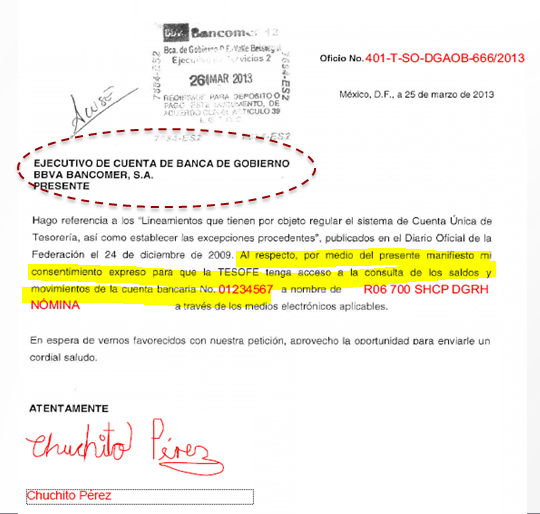 Bancomer 12
Bca. de Gobierno D.F. Valle
Servicios 2
26 MAR 2013
7684-ES2
7684-ES2
PARA DEPOSITO O
PAGO ESTE DOCUMENTO, DE
ACUERDO CON EL ARTICULO 39
7684-ES2
Oficio No. 401-T-SO-DGAOB-666/2013
México, D.F., a 25 de marzo de 2013
EJECUTIVO DE CUENTA DE BANCA DE GOBIERNO
BBVA BANCOMER, S.A.
PRESENTE
Hago referencia a los “Lineamientos que tienen por objeto regular el sistema de Cuenta Única de
Tesorería, así como establecer las excepciones procedentes”, publicados en el Diario Oficial de la
Federación el 24 de diciembre de 2009. Al respecto, por medio del presente manifiesto mi
consentimiento expreso para que la TESOFE tenga acceso a la consulta de los saldos y
movimientos de la cuenta bancaria No. 01234567 a nombre de R06 700 SHCP DGRH
NÓMINA a través de los medios electrónicos aplicables.
En espera de vernos favorecidos con nuestra petición, aprovecho la oportunidad para enviarle un
cordial saludo.
ATENTAMENTE
Chuchito Pérez
Chuchito Pérez